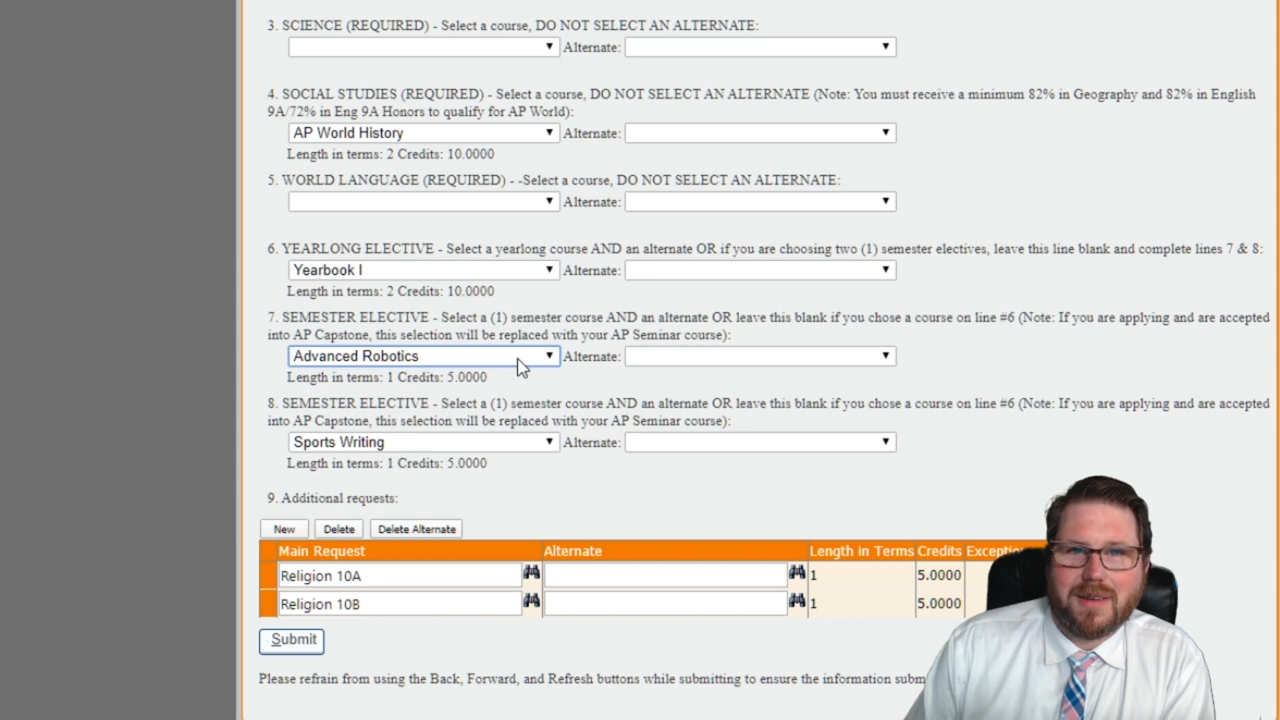 3. SCIENCE (REQUIRED) - Select a course, DO NOT SELECT AN ALTERNATE:
Alternate:
4. SOCIAL STUDIES (REQUIRED) - Select a course, DO NOT SELECT AN ALTERNATE (Note: You must receive a minimum 82% in Geography and 82% in English
9A/72% in Eng 9A Honors to qualify for AP World):
AP World History Alternate:
Length in terms: 2 Credits: 10.0000
5. WORLD LANGUAGE (REQUIRED) - -Select a course, DO NOT SELECT AN ALTERNATE:
Alternate:
6. YEARLONG ELECTIVE - Select a yearlong course AND an alternate OR if you are choosing two (1) semester electives, leave this line blank and complete lines 7 & 8:
Yearbook I Alternate:
Length in terms: 2 Credits: 10.0000
7. SEMESTER ELECTIVE - Select a (1) semester course AND an alternate OR leave this blank if you chose a course on line #6 (Note: If you are applying and are accepted
into AP Capstone, this selection will be replaced with your AP Seminar course):
Advanced Robotics Alternate:
Length in terms: 1 Credits: 5.0000
8. SEMESTER ELECTIVE - Select a (1) semester course AND an alternate OR leave this blank if you chose a course on line #6 (Note: If you are applying and are accepted
into AP Capstone, this selection will be replaced with your AP Seminar course):
Sports Writing Alternate:
Length in terms: 1 Credits: 5.0000
9. Additional requests:
New Delete Delete Alternate
Main Request Alternate Length in Terms Credits
Religion 10A 1 5.0000
Religion 10B 1 5.0000
Submit
Please refrain from using the Back, Forward, and Refresh buttons while submitting to ensure the information